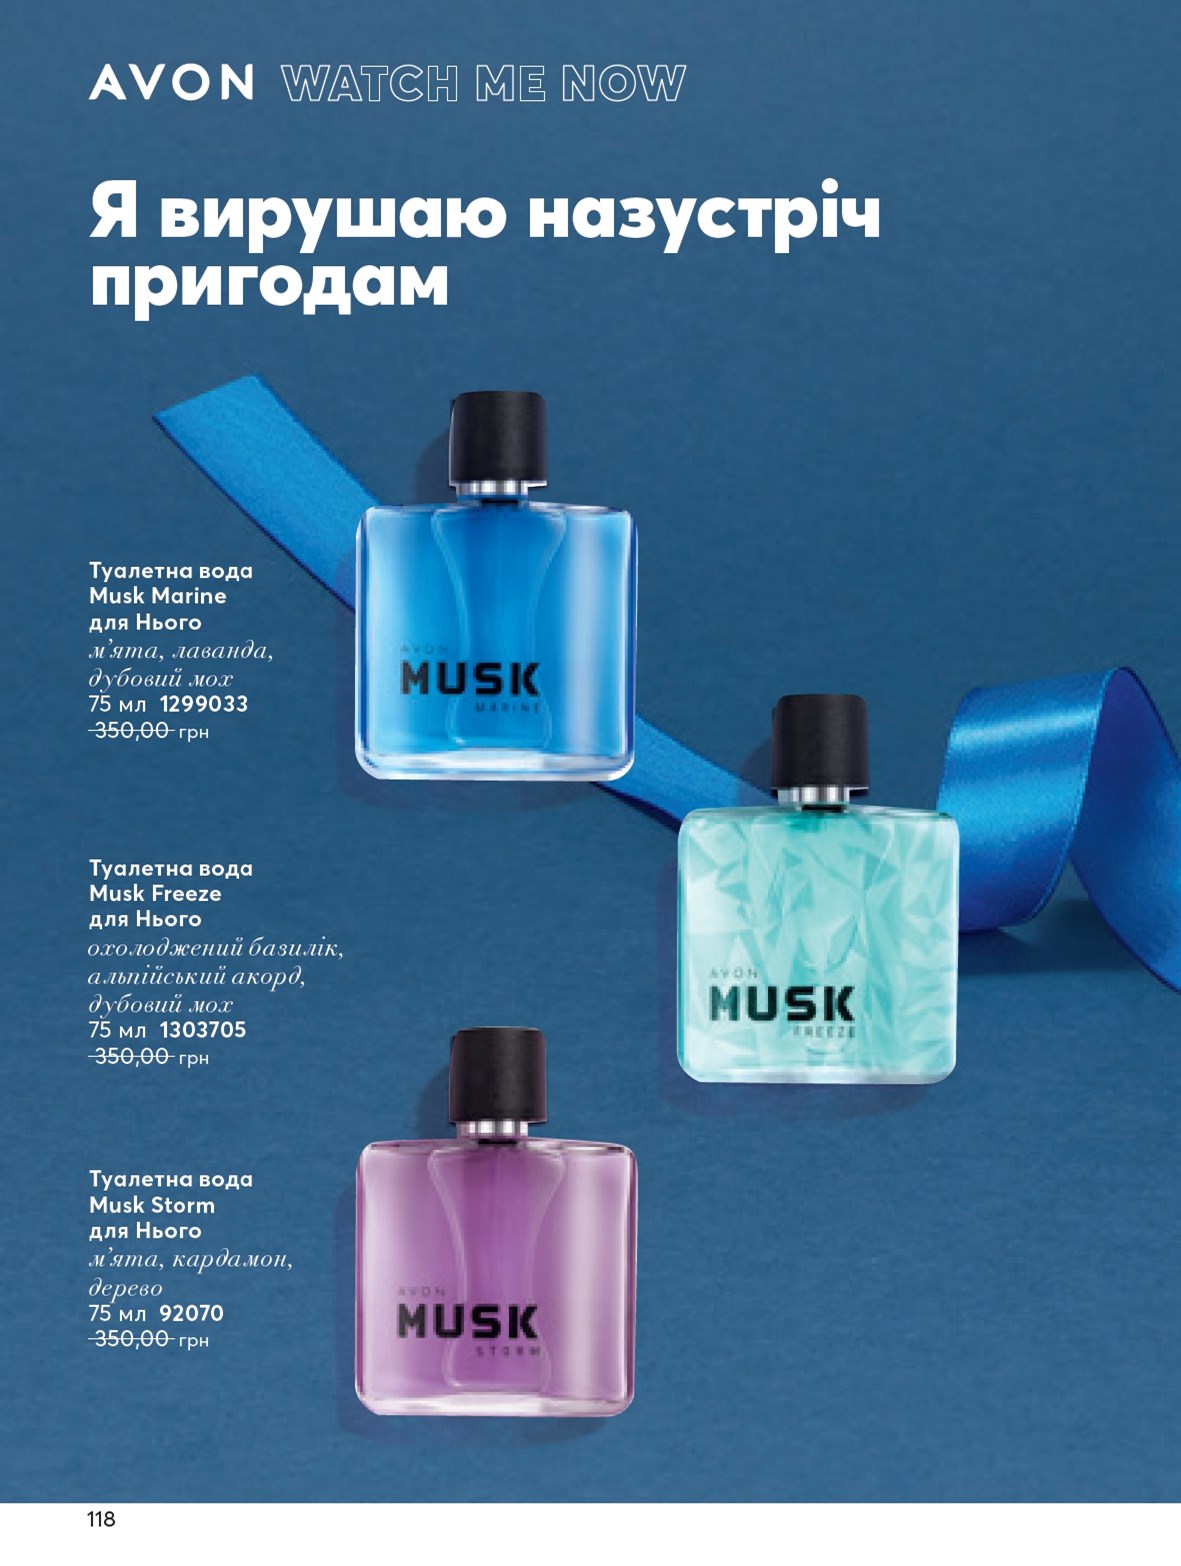 AVON WATCH ME NOW
Я вирушаю назустріч
пригодам
Туалетна вода
Musk Marine
для Нього
м'ята, лаванда,
дубовий мох
75 мл 1299033
350,00 грн
AVON
MUSK
MARINE
Туалетна вода
Musk Freeze
для Нього
охолоджений базилік,
альпійський акорд,
дубовий мох
75 мл 1303705
350,00 грн
AVON
MUSK
FREEZE
Туалетна вода
Musk Storm
для Нього
м'ята, кардамон,
дерево
75 мл 92070
350,00 грн
AVON
MUSK
STORM
118